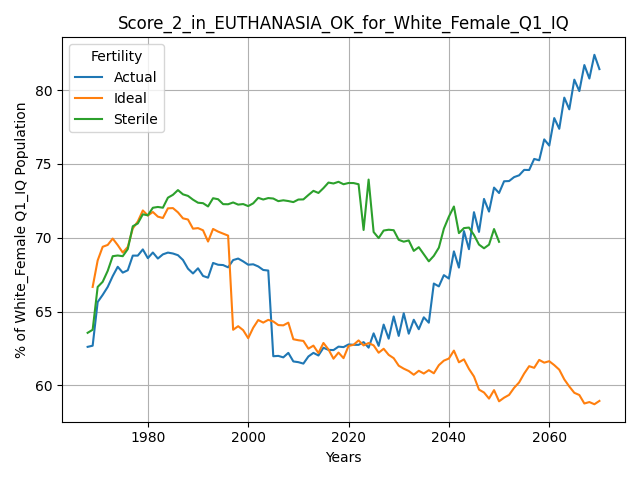 Score_2_in_EUTHANASIA_OK_for_White_Female_Q1_IQ
Fertility
Actual
Ideal
Sterile
% of White_Female Q1_IQ Population
80
75
70
65
60
1980
2000
2020
2040
2060
Years